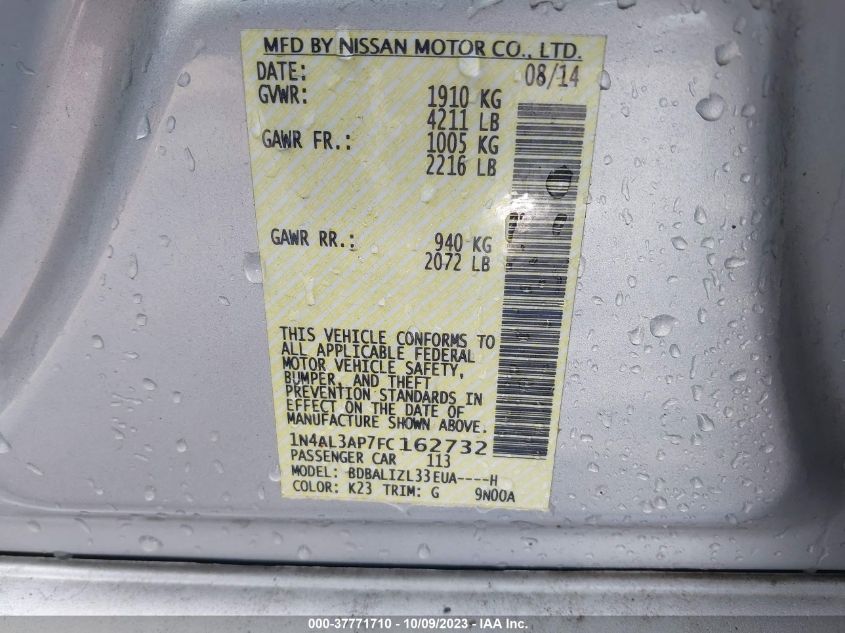 MFD BY NISSAN MOTOR CO., LTD.
DATE: 08/14
GVWR: 1910 KG
4211 LB
GAWR FR.: 1005 KG
2216 LB
GAWR RR.: 940 KG
2072 LB
THIS VEHICLE CONFORMS TO
ALL APPLICABLE FEDERAL
MOTOR VEHICLE SAFETY,
BUMPER, AND THEFT
PREVENTION STANDARDS IN
EFFECT ON THE DATE OF
MANUFACTURE SHOWN ABOVE.
1N4AL3AP7FC162732
PASSENGER CAR 113
MODEL: BDBALIZL33EUA----H
COLOR: K23 TRIM: G 9N00A
000-37771710 - 10/09/2023 - IAA Inc.